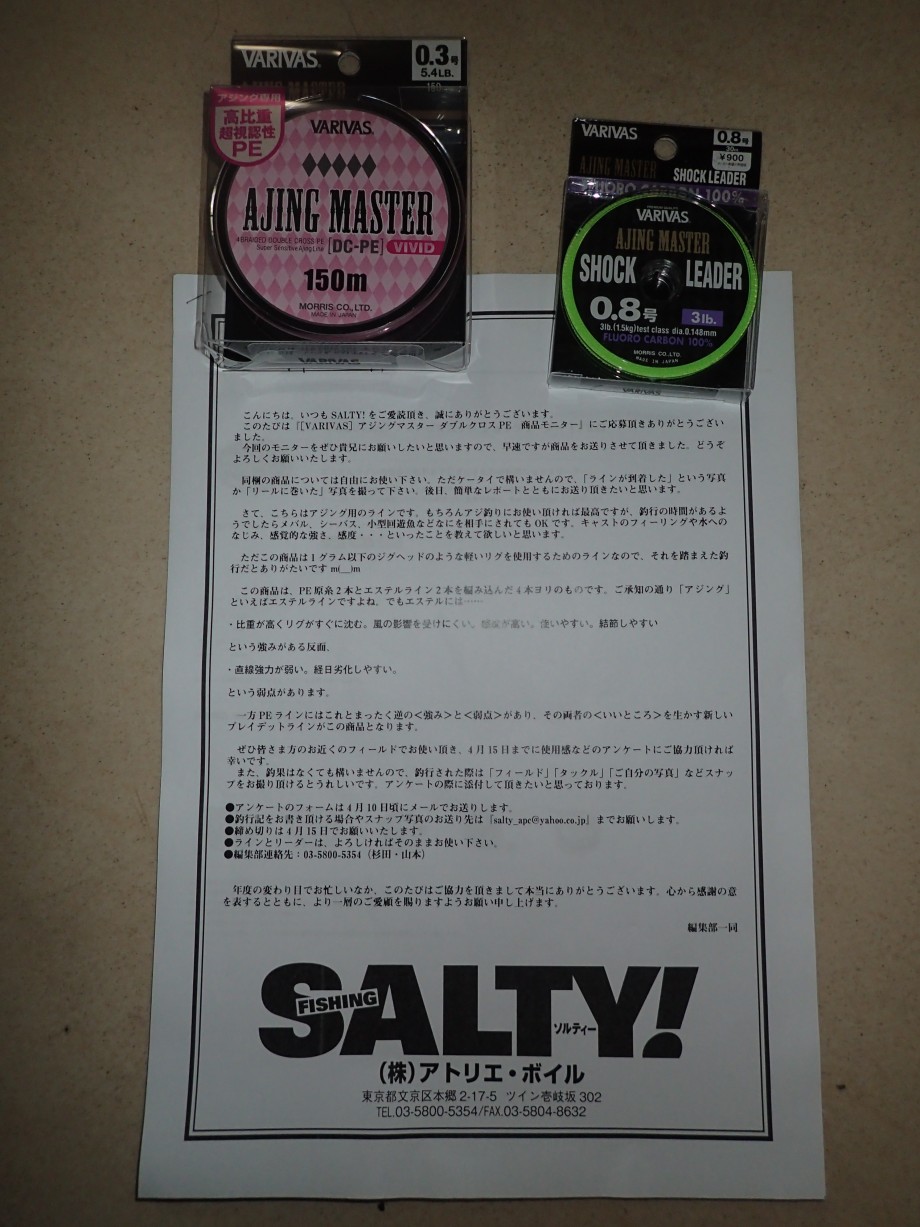 VARIVAS
0.3号
5.4LB.
150
AJING MASTER
アジング専用
高比重
超視認性
PE
VARIVAS
AJING MASTER
4 BRAIDED DOUBLE CROSS PE
Super Sensitive Ajing Line
[DC-PE] VIVID
150m
MORRIS CO.,LTD.
MADE IN JAPAN
VARIVAS
VARIVAS
0.8号
30m
¥900
AJING MASTER
SHOCK LEADER
FLUORO CARBON 100%
VARIVAS
AJING MASTER
SHOCK LEADER
0.8号 3lb.
3lb.(1.5kg)test class dia.0.148mm
FLUORO CARBON 100%
MORRIS CO.,LTD.
MADE IN JAPAN
VARIVAS
こんにちは。いつもSALTY!をご愛読頂き、誠にありがとうございます。
このたびは『[VARIVAS] アジングマスター ダブルクロスPE 商品モニター』にご応募頂きありがとうござい
ました。
今回のモニターをぜひ貴兄にお願いしたいと思いますので、早速ですが商品をお送りさせて頂きました。どうぞ
よろしくお願いいたします。
同梱の商品については自由にお使い下さい。ただケータイで構いませんので、「ラインが到着した」という写真
か「リールに巻いた」写真を撮って下さい。後日、簡単なレポートとともにお送り頂きたいと思います。
さて、こちらはアジング用のラインです。もちろんアジ釣りにお使い頂ければ最高ですが、釣行の時間があるよ
うでしたらメバル、シーバス、小型回遊魚などなにを相手にされてもOKです。キャストのフィーリングや水への
なじみ、感覚的な強さ、感度・・・といったことを教えて欲しいと思います。
ただこの商品は1グラム以下のジグヘッドのような軽いリグを使用するためのラインなので、それを踏まえた釣
行だとありがたいです m(__)m
この商品は、PE原糸2本とエステルライン2本を編み込んだ4本ヨリのものです。ご承知の通り「アジング」
といえばエステルラインですよね。でもエステルには……
・比重が高くリグがすぐに沈む。風の影響を受けにくい。感度が高い。使いやすい。結節しやすい
という強みがある反面、
・直線強力が弱い。経日劣化しやすい。
という弱点があります。
一方PEラインにはこれとまったく逆の<強み>と<弱点>があり、その両者の<いいところ>を生かす新しい
ブレイデットラインがこの商品となります。
ぜひ皆さま方のお近くのフィールドでお使い頂き、4月15日までに使用感などのアンケートにご協力頂ければ
幸いです。
また、釣果はなくても構いませんので、釣行された際は「フィールド」「タックル」「ご自分の写真」などスナッ
プをお撮り頂けるとうれしいです。アンケートの際に添付して頂きたいと思っております。
●アンケートのフォームは4月10日頃にメールでお送りします。
●釣行記をお書き頂ける場合やスナップ写真のお送り先は『salty_apc@yahoo.co.jp』までお願いします。
●締め切りは4月15日でお願いいたします。
●ラインとリーダーは、よろしければそのままお使い下さい。
●編集部連絡先：03-5800-5354（杉田・山本）
年度の変わり目でお忙しいなか、このたびはご協力を頂きまして本当にありがとうございます。心から感謝の意
を表するとともに、より一層のご愛顧を賜りますようお願い申し上げます。
編集部一同
SALTY!
FISHING
ソルティー
(株)アトリエ・ボイル
東京都文京区本郷2-17-5 ツイン壱岐坂302
TEL.03-5800-5354/FAX.03-5804-8632